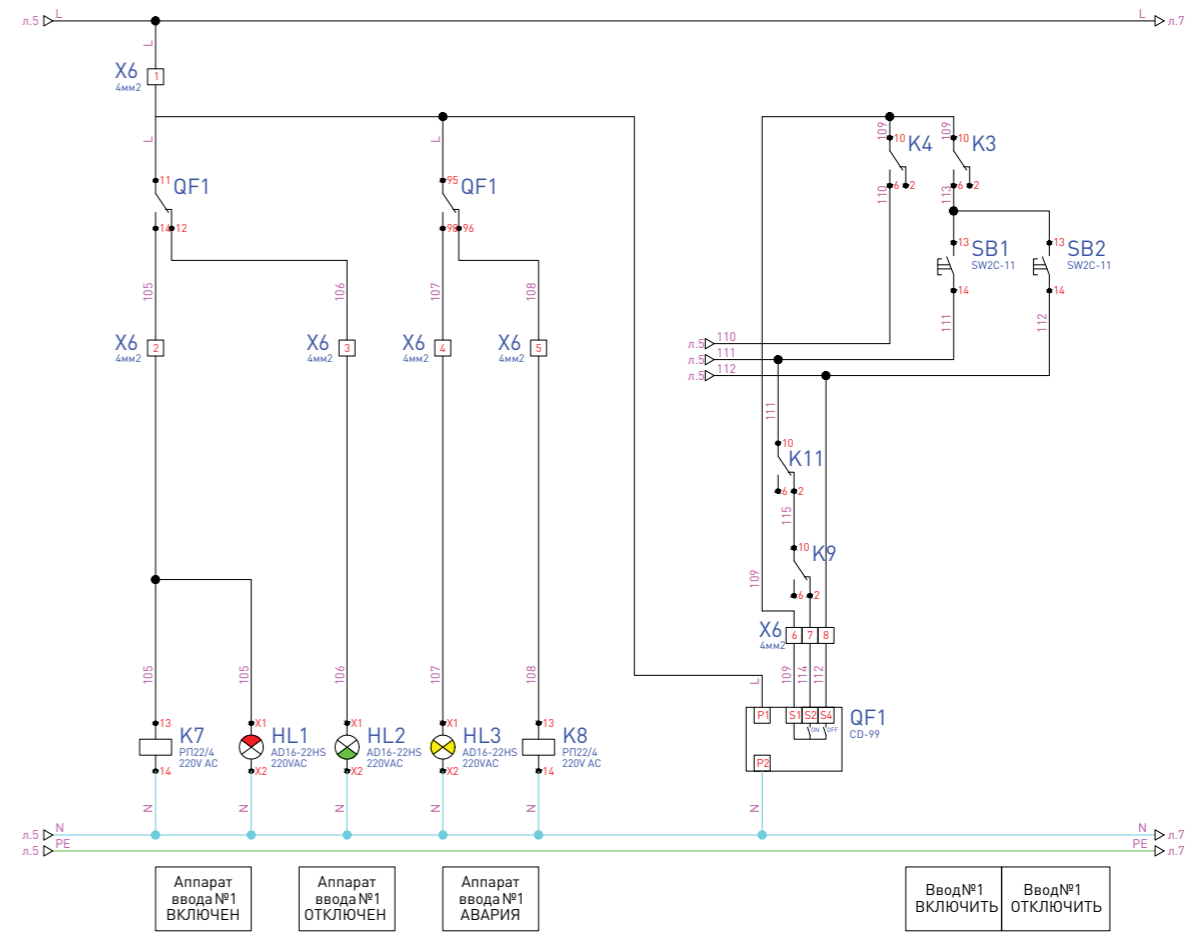 л.5 L
L л.7
L
X6 1
4мм2
L
L
109
109
10 K4
10 K3
11 QF1
95 QF1
6 2
6 2
110
113
14 12
98 96
13 SB1
SW2C-11
13 SB2
SW2C-11
14
14
105
106
107
108
111
112
X6 2
4мм2
X6 3
4мм2
X6 4
4мм2
X6 5
4мм2
л.5 110
л.5 111
л.5 112
111
10
K11
6 2
115
10 K9
109
6 2
X6 6 7 8
4мм2
105
105
106
107
108
L
109
114
112
P1 S1 S2 S4 QF1
CD-99
ON OFF
P2
13 K7
РП22/4
220V AC
14
X1 HL1
AD16-22HS
220VAC
X2
X1 HL2
AD16-22HS
220VAC
X2
X1 HL3
AD16-22HS
220VAC
X2
13 K8
РП22/4
220V AC
14
N
N
N
N
N
N
л.5 N
N л.7
л.5 PE
PE л.7
Аппарат
ввода №1
ВКЛЮЧЕН
Аппарат
ввода №1
ОТКЛЮЧЕН
Аппарат
ввода №1
АВАРИЯ
Ввод№1
ВКЛЮЧИТЬ
Ввод№1
ОТКЛЮЧИТЬ